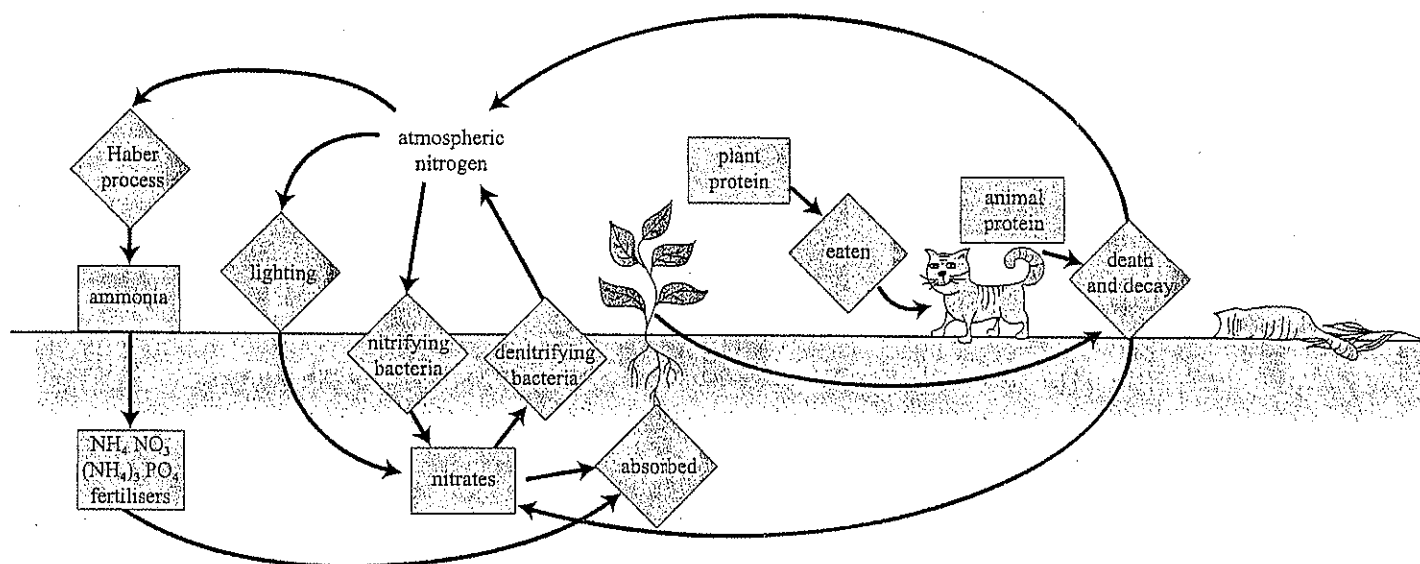 Haber
process
atmospheric
nitrogen
plant
protein
animal
protein
eaten
death
and decay
lighting
ammonia
nitrifying
bacteria
denitrifying
bacteria
NH₄ NO₃
(NH₄)₃ PO₄
fertilisers
nitrates
absorbed